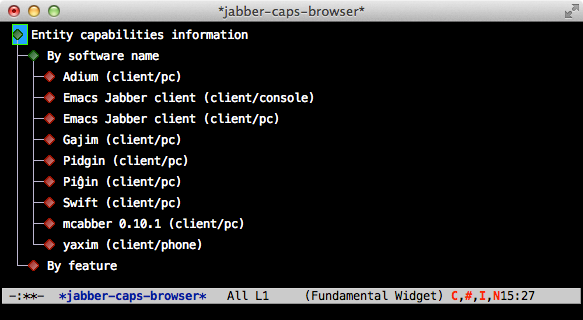 *jabber-caps-browser*
Entity capabilities information
By software name
Adium (client/pc)
Emacs Jabber client (client/console)
Emacs Jabber client (client/pc)
Gajim (client/pc)
Pidgin (client/pc)
Piĝin (client/pc)
Swift (client/pc)
mcabber 0.10.1 (client/pc)
yaxim (client/phone)
By feature
-:**- *jabber-caps-browser* All L1 (Fundamental Widget) C,#,I,N15:27